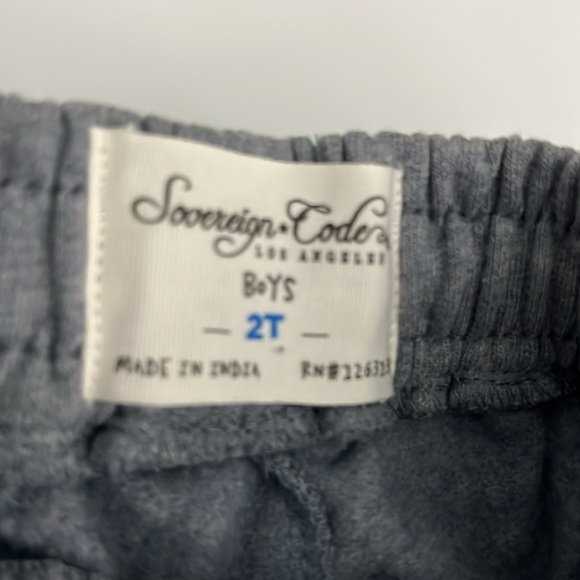 Sovereign • Code
LOS ANGELES
BOYS
— 2T —
MADE IN INDIA